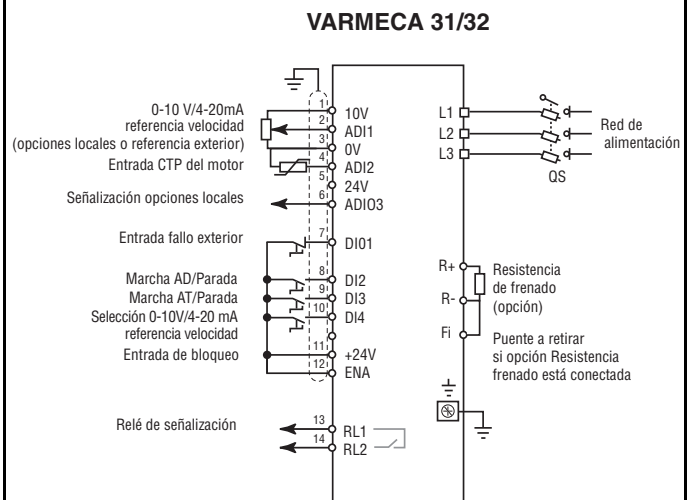 VARMECA 31/32
0-10 V/4-20mA
referencia velocidad
(opciones locales o referencia exterior)
Entrada CTP del motor
Señalización opciones locales
Entrada fallo exterior
Marcha AD/Parada
Marcha AT/Parada
Selección 0-10V/4-20 mA
referencia velocidad
Entrada de bloqueo
Relé de señalización
1 10V
2 ADI1
3 0V
4 ADI2
5 24V
6 ADIO3
7 DI01
8 DI2
9 DI3
10 DI4
11 +24V
12 ENA
13 RL1
14 RL2
L1
L2
L3
QS
Red de
alimentación
R+
R-
Fi
Resistencia
de frenado
(opción)
Puente a retirar
si opción Resistencia
frenado está conectada